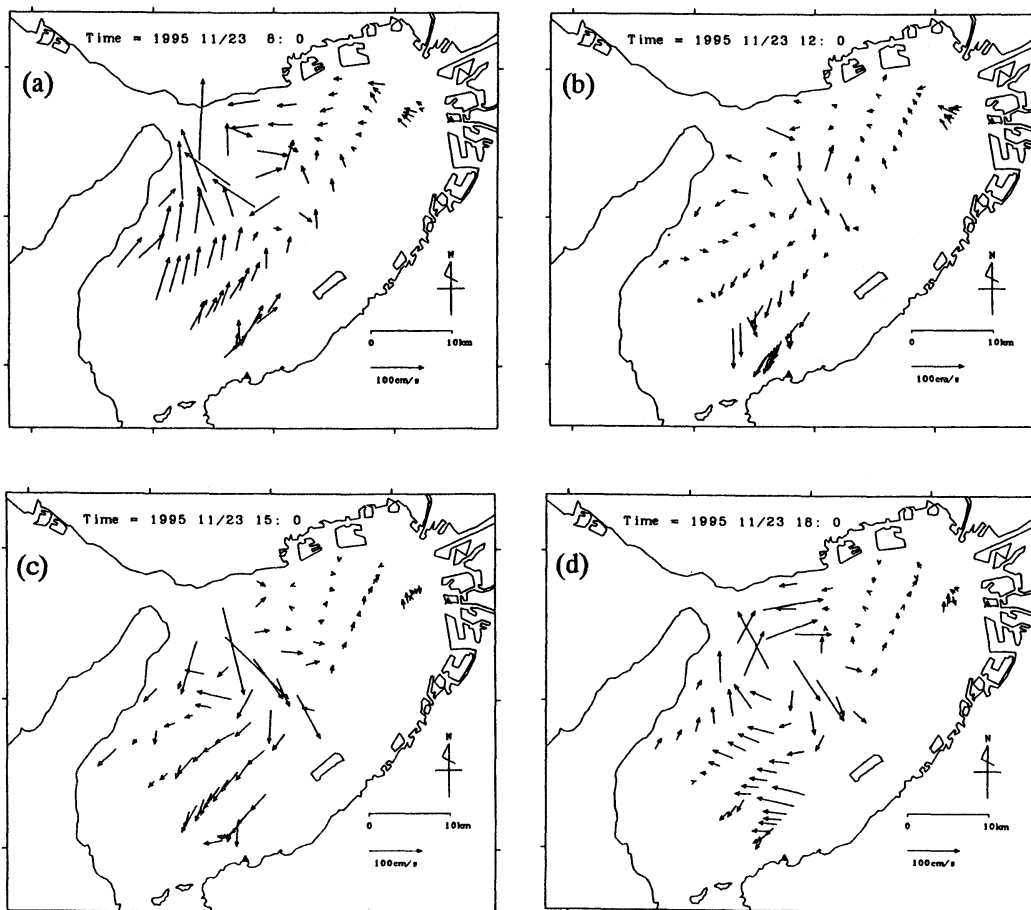 Time = 1995 11/23 8: 0
(a)
N
0 10km
100cm/s
Time = 1995 11/23 12: 0
(b)
N
0 10km
100cm/s
Time = 1995 11/23 15: 0
(c)
N
0 10km
100cm/s
Time = 1995 11/23 18: 0
(d)
N
0 10km
100cm/s